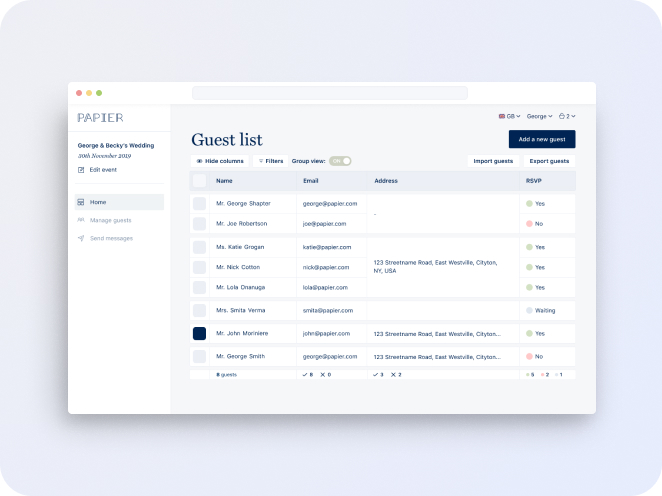 PAPIER
GB George 2
George & Becky's Wedding
30th November 2019
Edit event
Home
Manage guests
Send messages
Guest list
Add a new guest
Hide columns Filters Group view: Import guests Export guests
Name Email Address RSVP
Mr. George Shapter george@papier.com - Yes
Mr. Joe Robertson joe@papier.com No
Ms. Katie Grogan katie@papier.com Yes
Mr. Nick Cotton nick@papier.com 123 Streetname Road, East Westville, Cityton, Yes
NY, USA
Mr. Lola Onanuga lola@papier.com Yes
Mrs. Smita Verma smita@papier.com Waiting
Mr. John Moriniere john@papier.com 123 Streetname Road, East Westville, Cityton... Yes
Mr. George Smith george@papier.com 123 Streetname Road, East Westville, Cityton... No
8 guests 8 0 3 2 5 2 1